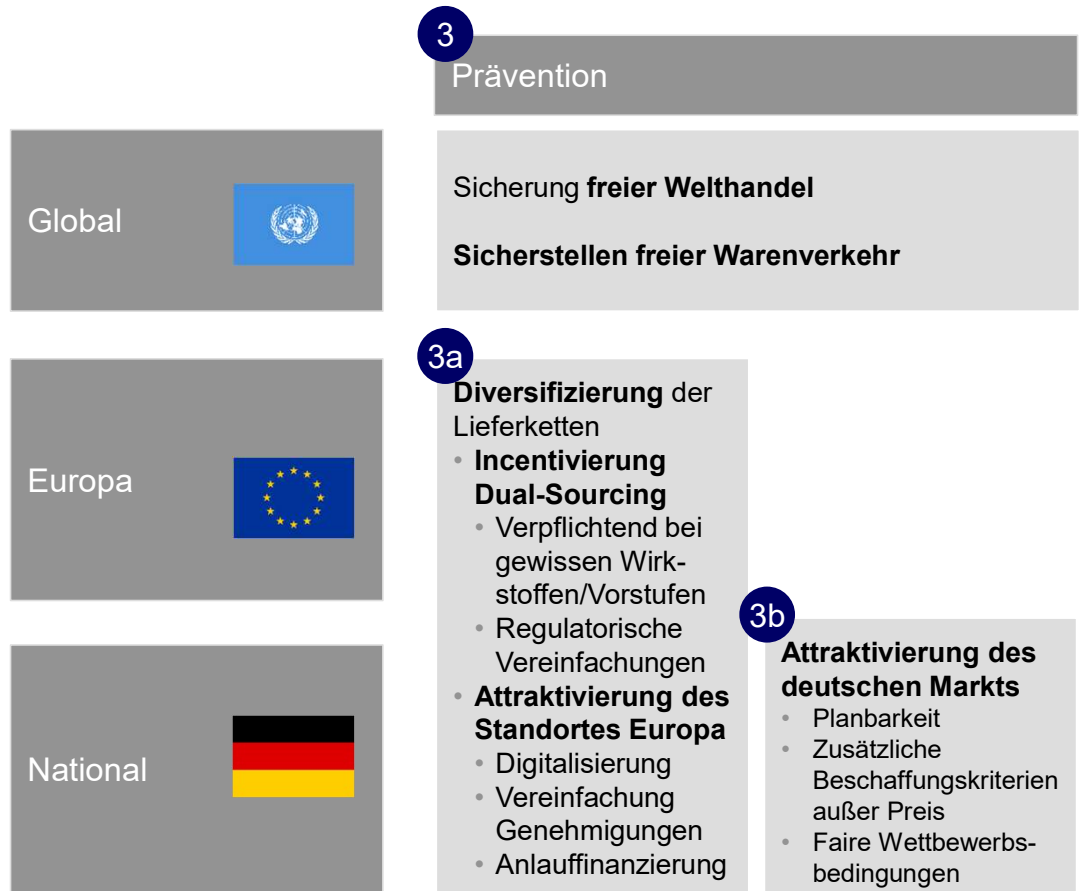 3
Prävention
Global
Sicherung freier Welthandel
Sicherstellen freier Warenverkehr
Europa
3a
Diversifizierung der
Lieferketten
• Incentivierung
Dual-Sourcing
• Verpflichtend bei
gewissen Wirk-
stoffen/Vorstufen
• Regulatorische
Vereinfachungen
• Attraktivierung des
Standortes Europa
• Digitalisierung
• Vereinfachung
Genehmigungen
• Anlauffinanzierung
National
3b
Attraktivierung des
deutschen Markts
• Planbarkeit
• Zusätzliche
Beschaffungskriterien
außer Preis
• Faire Wettbewerbs-
bedingungen